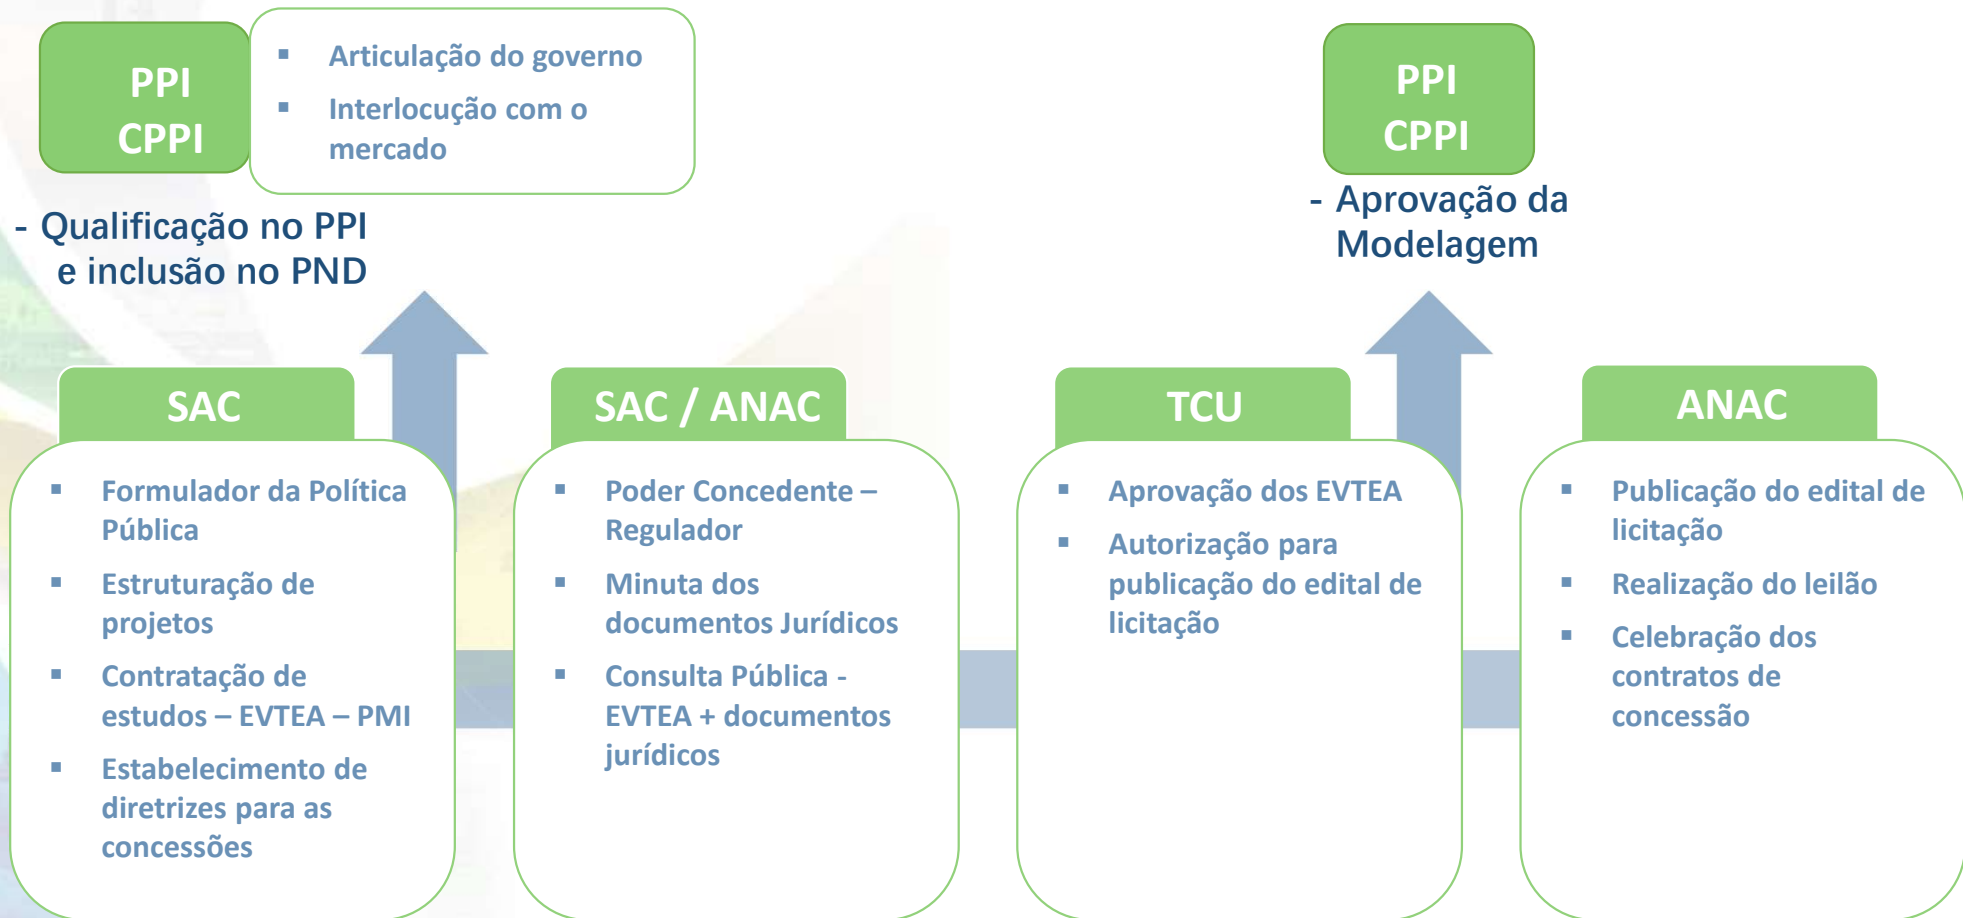 PPI
CPPI
▪ Articulação do governo
▪ Interlocução com o
mercado
- Qualificação no PPI
e inclusão no PND
PPI
CPPI
- Aprovação da
Modelagem
SAC
▪ Formulador da Política
Pública
▪ Estruturação de
projetos
▪ Contratação de
estudos – EVTEA – PMI
▪ Estabelecimento de
diretrizes para as
concessões
SAC / ANAC
▪ Poder Concedente –
Regulador
▪ Minuta dos
documentos Jurídicos
▪ Consulta Pública -
EVTEA + documentos
jurídicos
TCU
▪ Aprovação dos EVTEA
▪ Autorização para
publicação do edital de
licitação
ANAC
▪ Publicação do edital de
licitação
▪ Realização do leilão
▪ Celebração dos
contratos de
concessão